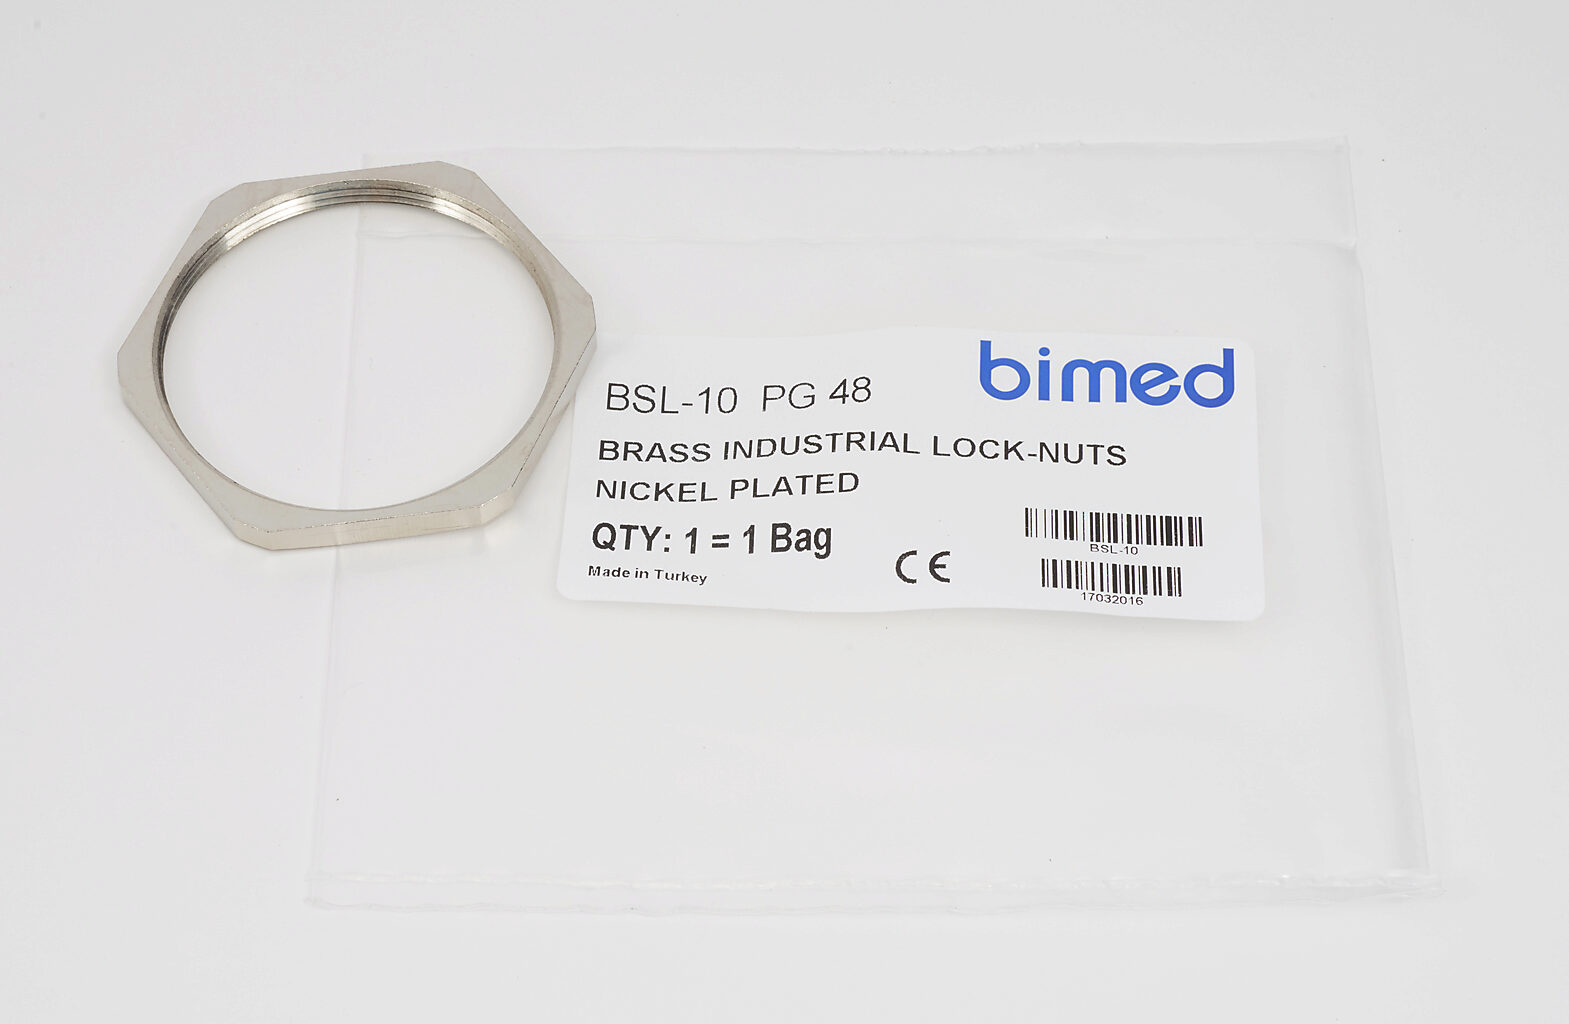 bimed
BSL-10 PG 48
BRASS INDUSTRIAL LOCK-NUTS
NICKEL PLATED
QTY: 1 = 1 Bag
Made in Turkey
CE
BSL-10
17032016